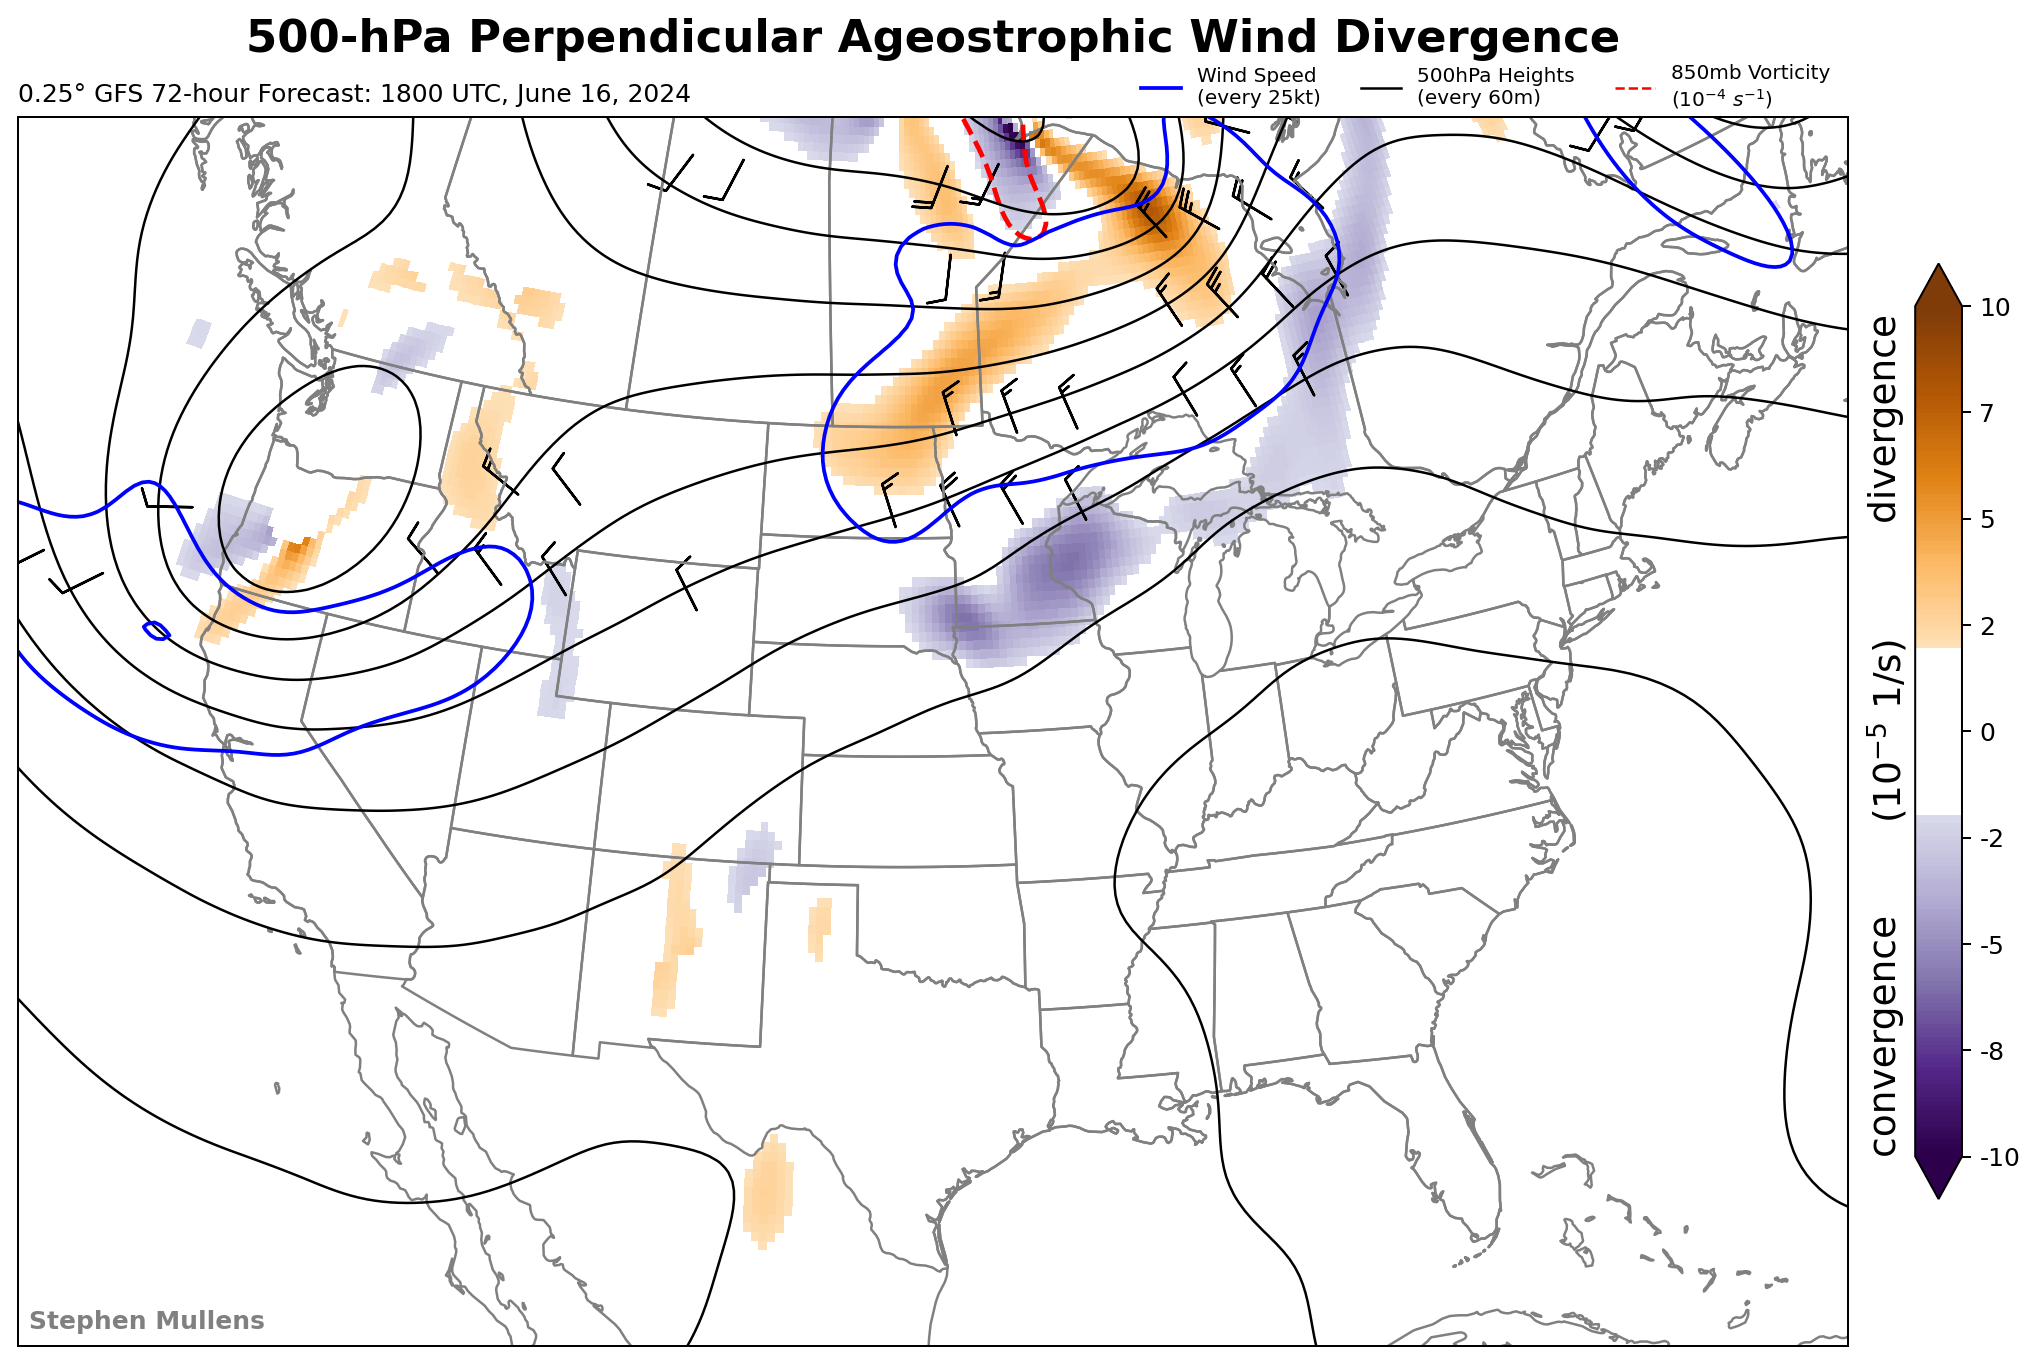 500-hPa Perpendicular Ageostrophic Wind Divergence
0.25° GFS 72-hour Forecast: 1800 UTC, June 16, 2024
Wind Speed
(every 25kt)
500hPa Heights
(every 60m)
850mb Vorticity
(10⁻⁴ s⁻¹)
10
7
5
2
0
-2
-5
-8
-10
convergence (10⁻⁵ 1/s) divergence
Stephen Mullens